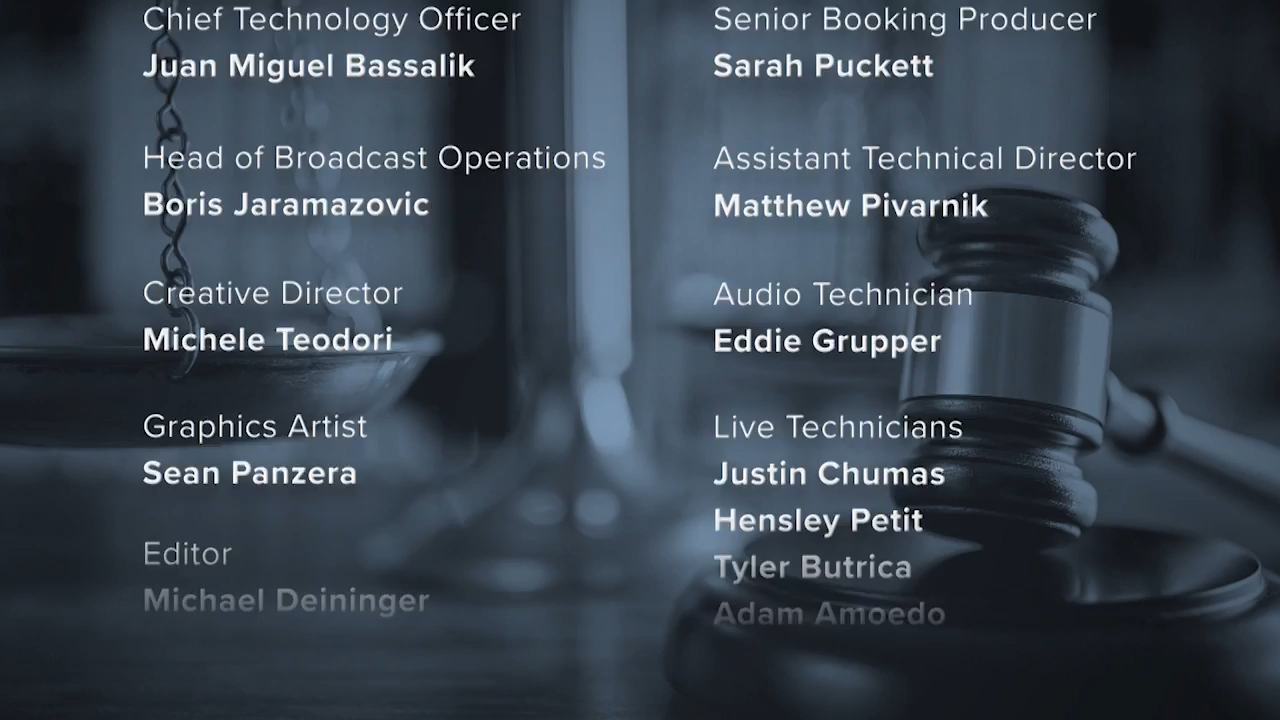 Chief Technology Officer
Juan Miguel Bassalik
Head of Broadcast Operations
Boris Jaramazovic
Creative Director
Michele Teodori
Graphics Artist
Sean Panzera
Editor
Michael Deininger
Senior Booking Producer
Sarah Puckett
Assistant Technical Director
Matthew Pivarnik
Audio Technician
Eddie Grupper
Live Technicians
Justin Chumas
Hensley Petit
Tyler Butrica
Adam Amoedo